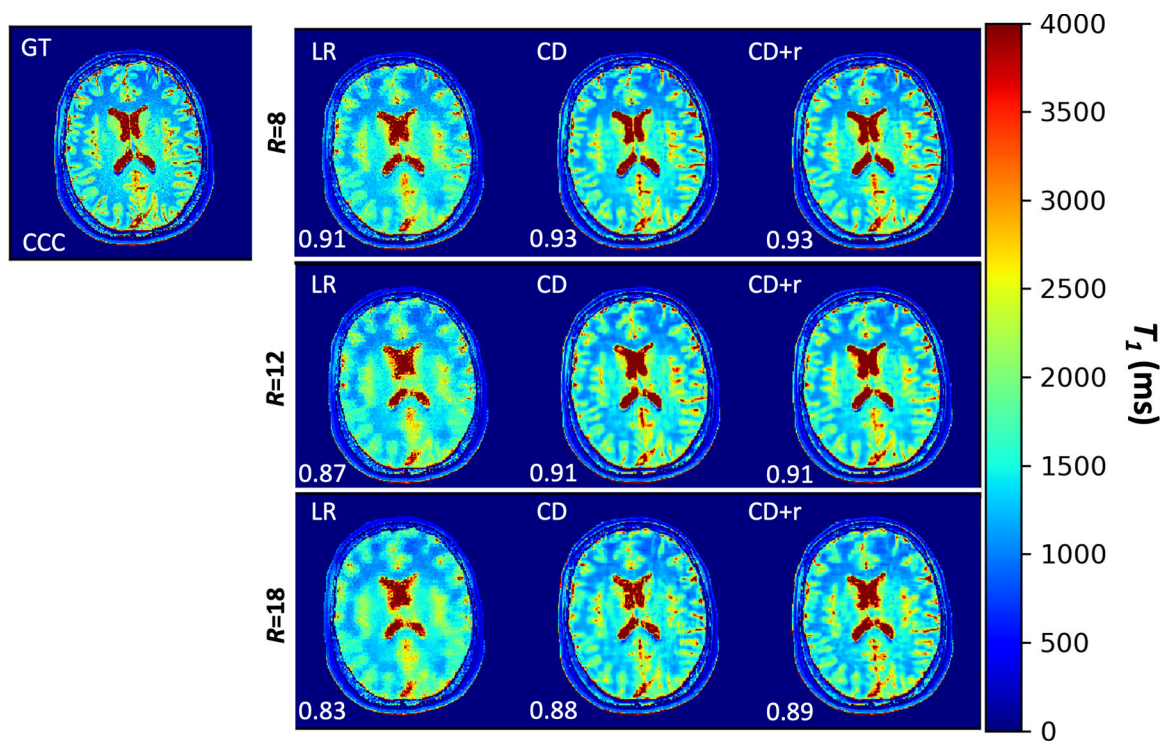 GT
CCC
R=8
LR
CD
CD+r
0.91
0.93
0.93
R=12
LR
CD
CD+r
0.87
0.91
0.91
R=18
LR
CD
CD+r
0.83
0.88
0.89
4000
3500
3000
2500
2000
1500
1000
500
0
T1 (ms)